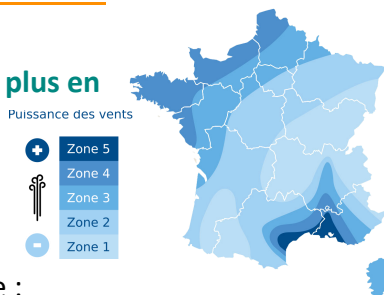 plus en
Puissance des vents
Zone 5
Zone 4
Zone 3
Zone 2
Zone 1